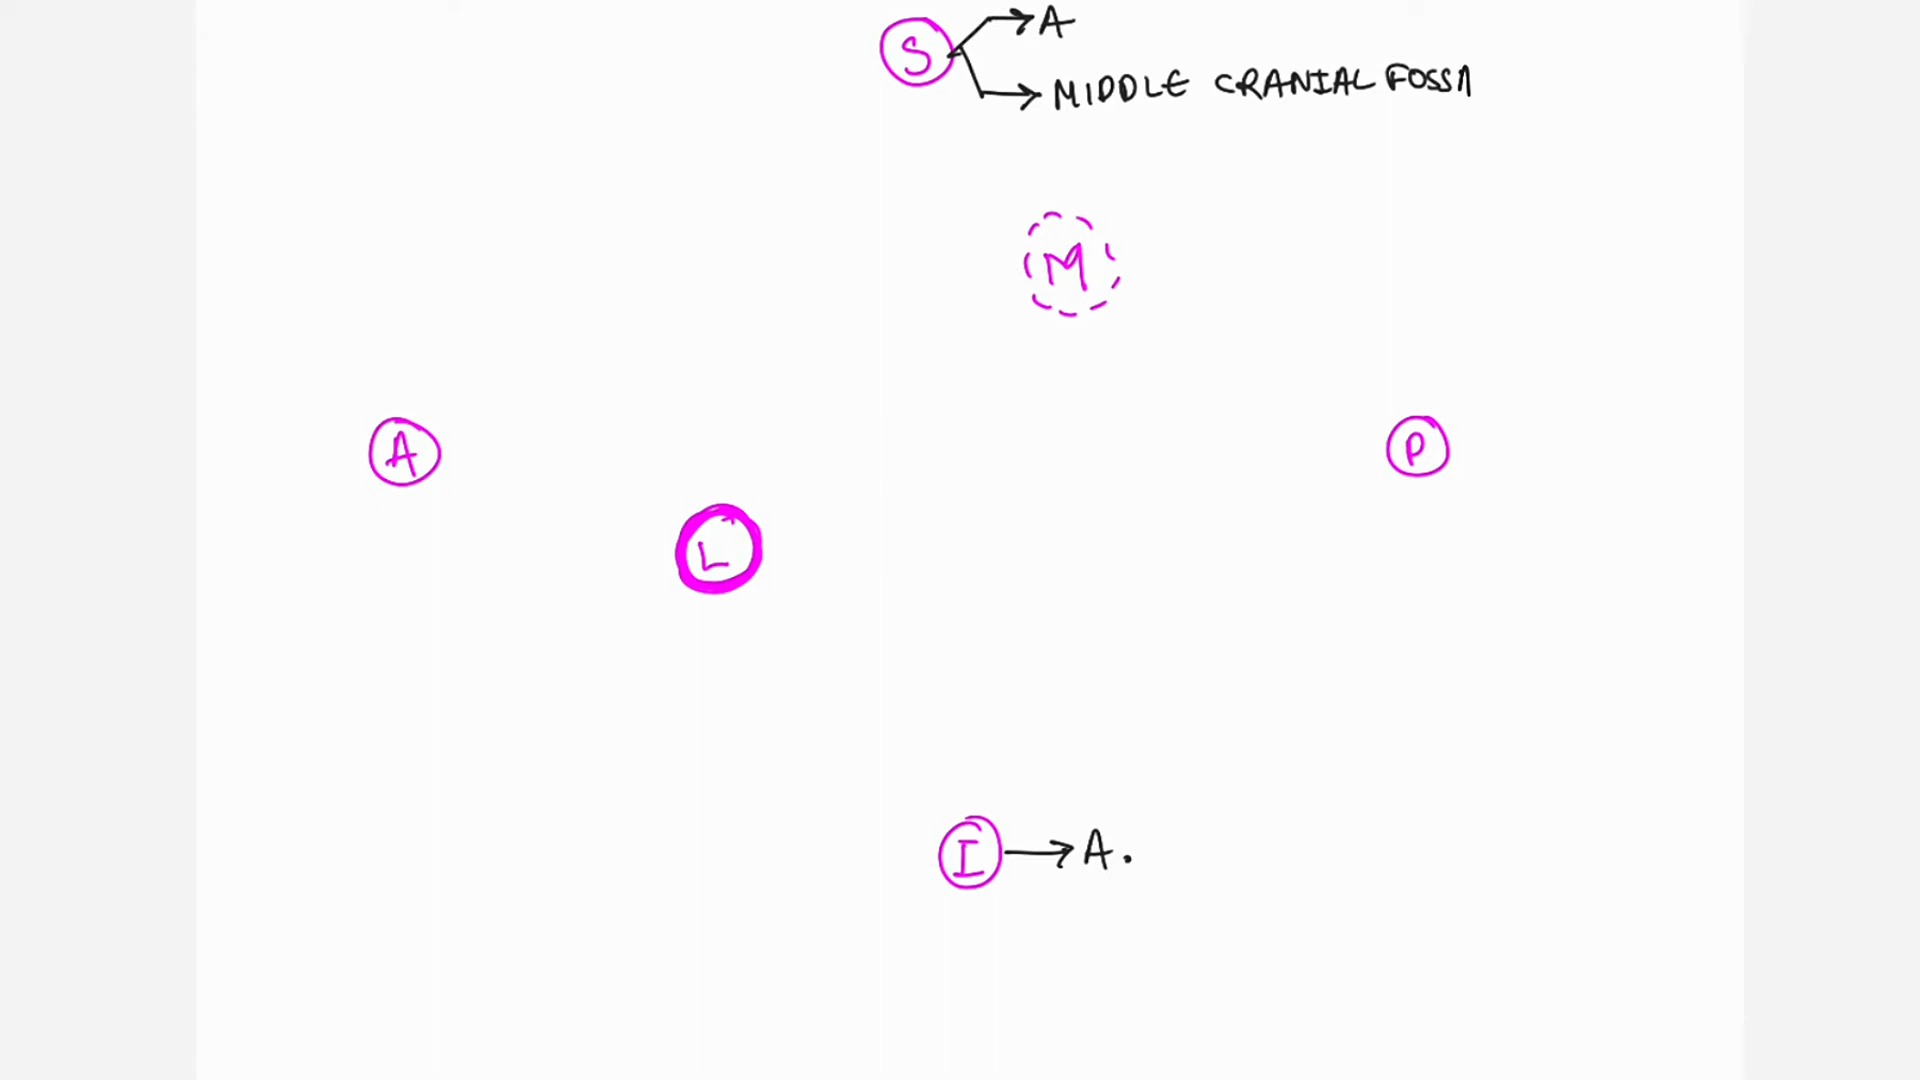 S → A
→ MIDDLE CRANIAL FOSSA
M
A
P
L
I → A.